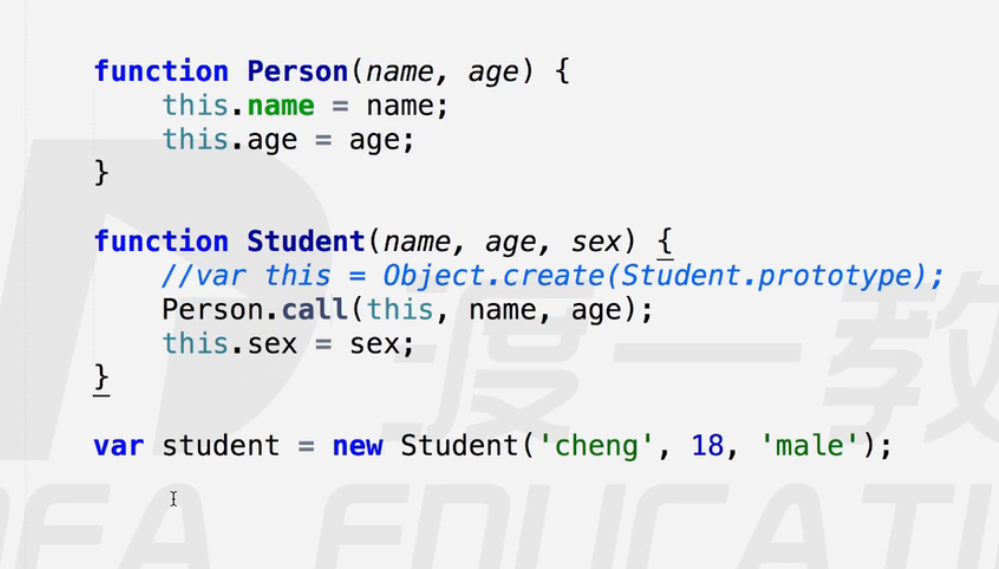 function Person(name, age) {
    this.name = name;
    this.age = age;
}
function Student(name, age, sex) {
    //var this = Object.create(Student.prototype);
    Person.call(this, name, age);
    this.sex = sex;
}
var student = new Student('cheng', 18, 'male');
渡一教
EDUCATI